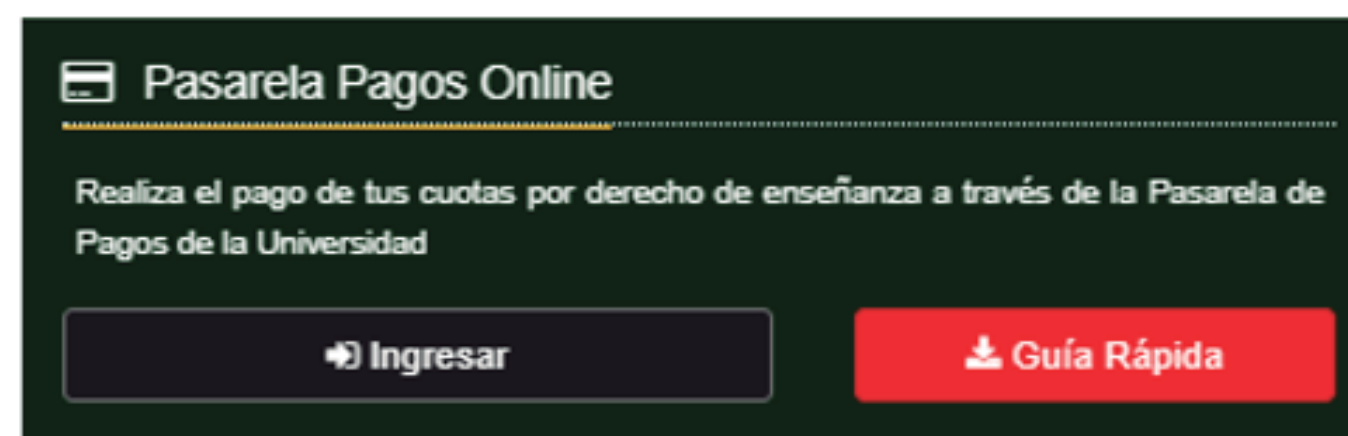 Pasarela Pagos Online
Realiza el pago de tus cuotas por derecho de enseñanza a través de la Pasarela de
Pagos de la Universidad
Ingresar
Guía Rápida